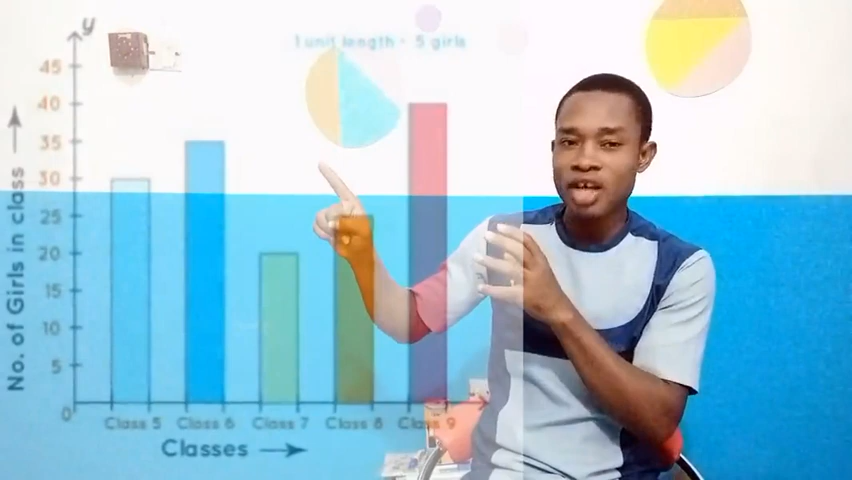 y
1 unit length = 5 girls
45
40
35
30
25
20
15
10
5
0
No. of Girls in class
Class 5 Class 6 Class 7 Class 8 Class 9
Classes